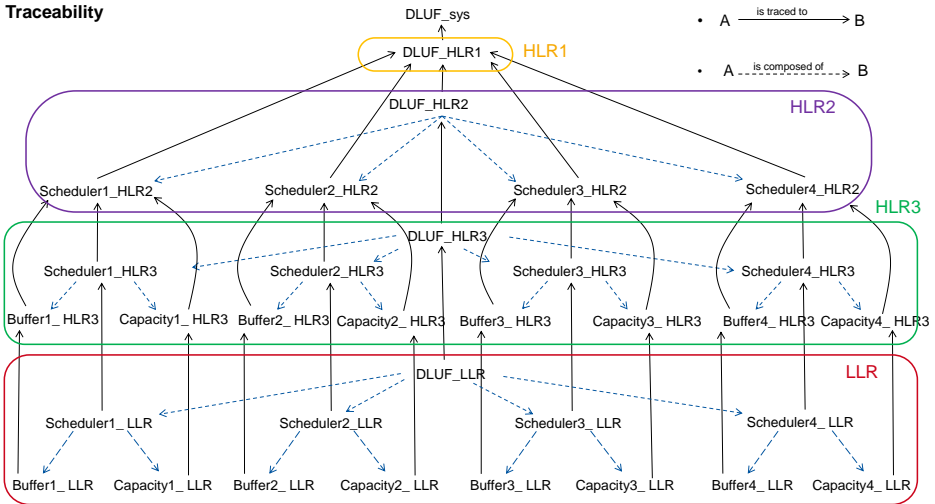 Traceability
DLUF_sys
• A is traced to B
DLUF_HLR1
HLR1
• A is composed of B
DLUF_HLR2
HLR2
Scheduler1_HLR2
Scheduler2_HLR2
Scheduler3_HLR2
Scheduler4_HLR2
HLR3
DLUF_HLR3
Scheduler1_HLR3
Scheduler2_HLR3
Scheduler3_HLR3
Scheduler4_HLR3
Buffer1_ HLR3
Capacity1_ HLR3
Buffer2_ HLR3
Capacity2_ HLR3
Buffer3_ HLR3
Capacity3_ HLR3
Buffer4_ HLR3
Capacity4_ HLR3
DLUF_LLR
LLR
Scheduler1_ LLR
Scheduler2_LLR
Scheduler3_ LLR
Scheduler4_ LLR
Buffer1_ LLR
Capacity1_ LLR
Buffer2_ LLR
Capacity2_ LLR
Buffer3_ LLR
Capacity3_ LLR
Buffer4_ LLR
Capacity4_ LLR